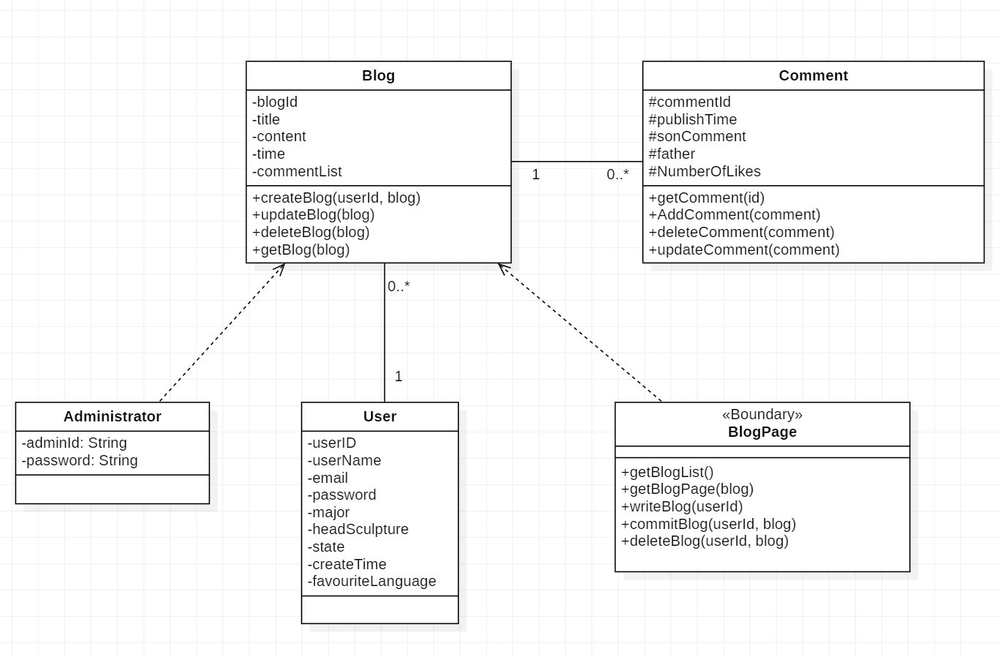 Blog
-blogId
-title
-content
-time
-commentList
+createBlog(userId, blog)
+updateBlog(blog)
+deleteBlog(blog)
+getBlog(blog)
Comment
#commentId
#publishTime
#sonComment
#father
#NumberOfLikes
+getComment(id)
+AddComment(comment)
+deleteComment(comment)
+updateComment(comment)
1
0..*
0..*
1
Administrator
-adminId: String
-password: String
User
-userID
-userName
-email
-password
-major
-headSculpture
-state
-createTime
-favouriteLanguage
«Boundary»
BlogPage
+getBlogList()
+getBlogPage(blog)
+writeBlog(userId)
+commitBlog(userId, blog)
+deleteBlog(userId, blog)